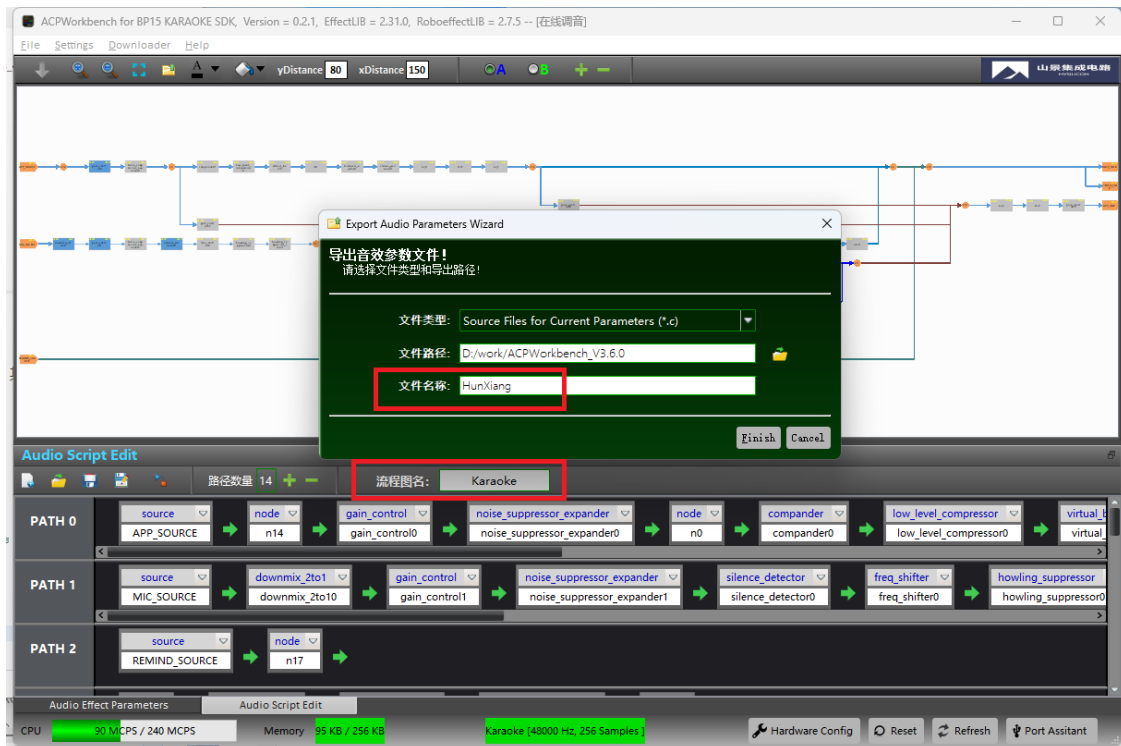 ACPWorkbench for BP15 KARAOKE SDK, Version = 0.2.1, EffectLIB = 2.31.0, RoboeffectLIB = 2.7.5 -- [在线调音]
File Settings Downloader Help
A yDistance 80 xDistance 150 A B
山景集成电路
Export Audio Parameters Wizard
导出音效参数文件!
请选择文件类型和导出路径!
文件类型: Source Files for Current Parameters (*.c)
文件路径: D:/work/ACPWorkbench_V3.6.0
文件名称: HunXiang
Finish Cancel
Audio Script Edit
路径数量 14 流程图名: Karaoke
PATH 0
source node gain_control noise_suppressor_expander node compander low_level_compressor virtual_b
APP_SOURCE n14 gain_control0 noise_suppressor_expander0 n0 compander0 low_level_compressor0 virtual_
PATH 1
source downmix_2to1 gain_control noise_suppressor_expander silence_detector freq_shifter howling_suppressor
MIC_SOURCE downmix_2to10 gain_control1 noise_suppressor_expander1 silence_detector0 freq_shifter0 howling_suppressor0
PATH 2
source node
REMIND_SOURCE n17
Audio Effect Parameters Audio Script Edit
CPU 90 MCPS / 240 MCPS Memory 95 KB / 256 KB Karaoke [48000 Hz, 256 Samples ] Hardware Config Reset Refresh Port Assitant